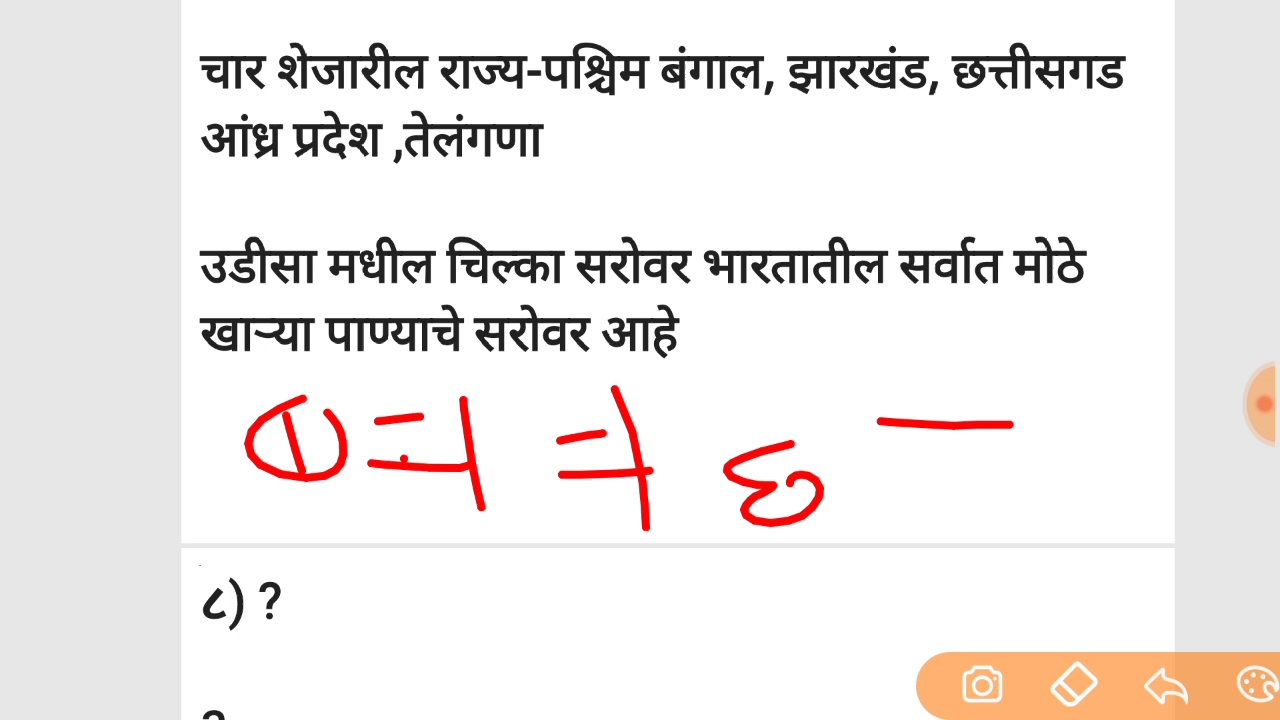 चार शेजारील राज्य-पश्चिम बंगाल, झारखंड, छत्तीसगड
आंध्र प्रदेश ,तेलंगणा
उडीसा मधील चिल्का सरोवर भारतातील सर्वात मोठे
खाऱ्या पाण्याचे सरोवर आहे
८) ?